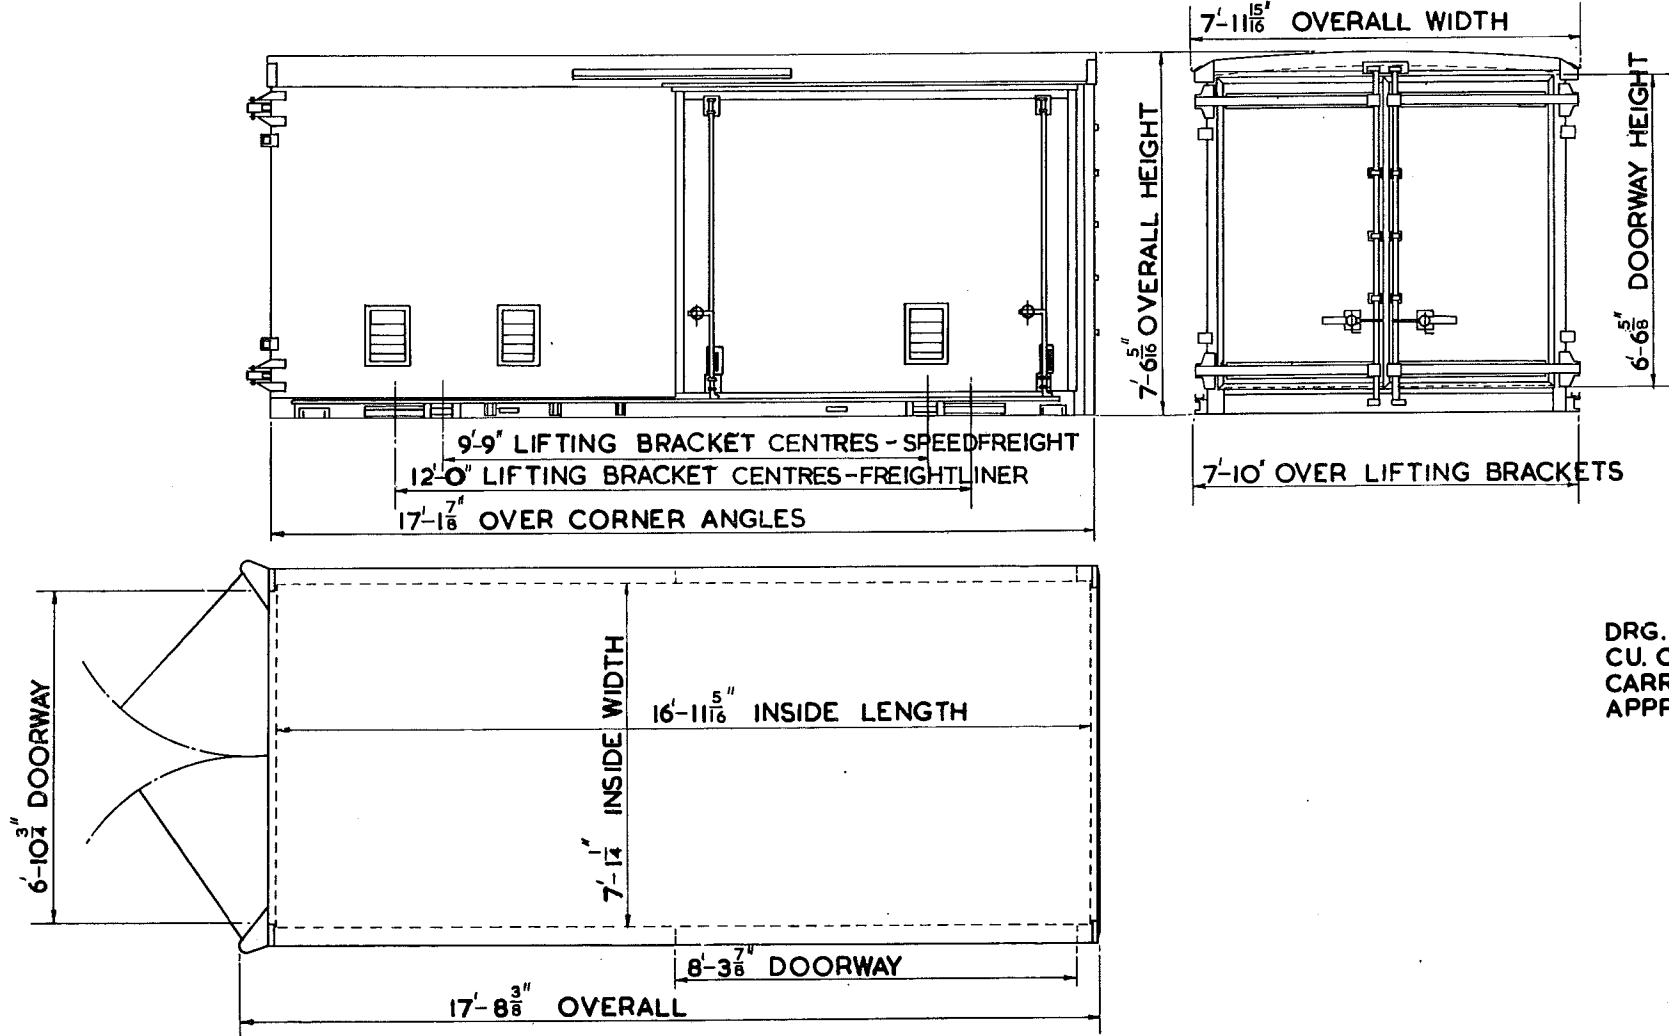 7'-11 15/16" OVERALL WIDTH
7'-6 5/16" OVERALL HEIGHT
6'-6 5/8" DOORWAY HEIGHT
9'-9" LIFTING BRACKET CENTRES-SPEEDFREIGHT
12'-0" LIFTING BRACKET CENTRES-FREIGHTLINER
17'-1 7/8" OVER CORNER ANGLES
7'-10" OVER LIFTING BRACKETS
6'-10 3/4" DOORWAY
7'-1 1/4" INSIDE WIDTH
16'-11 5/16" INSIDE LENGTH
8'-3 7/8" DOORWAY
17'-8 3/8" OVERALL
DRG.
CU. C
CARR
APPR